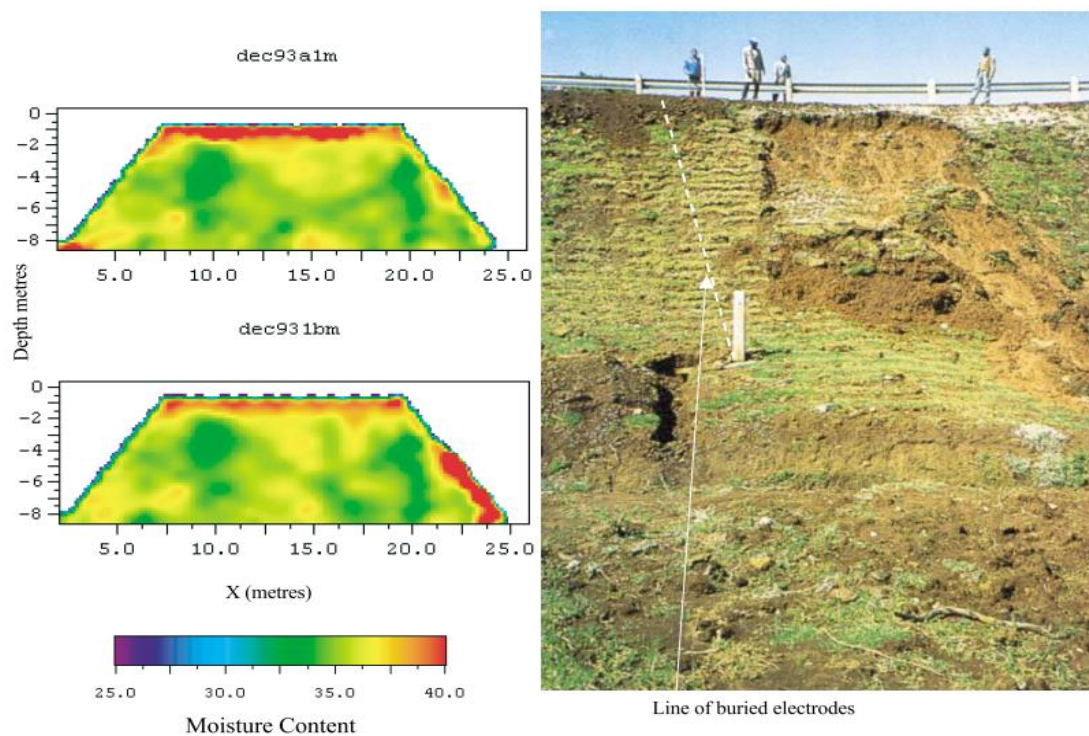 dec93a1m
0
-2
-4
-6
-8
5.0 10.0 15.0 20.0 25.0
Depth metres
dec931bm
0
-2
-4
-6
-8
5.0 10.0 15.0 20.0 25.0
X (metres)
25.0 30.0 35.0 40.0
Moisture Content
Line of buried electrodes